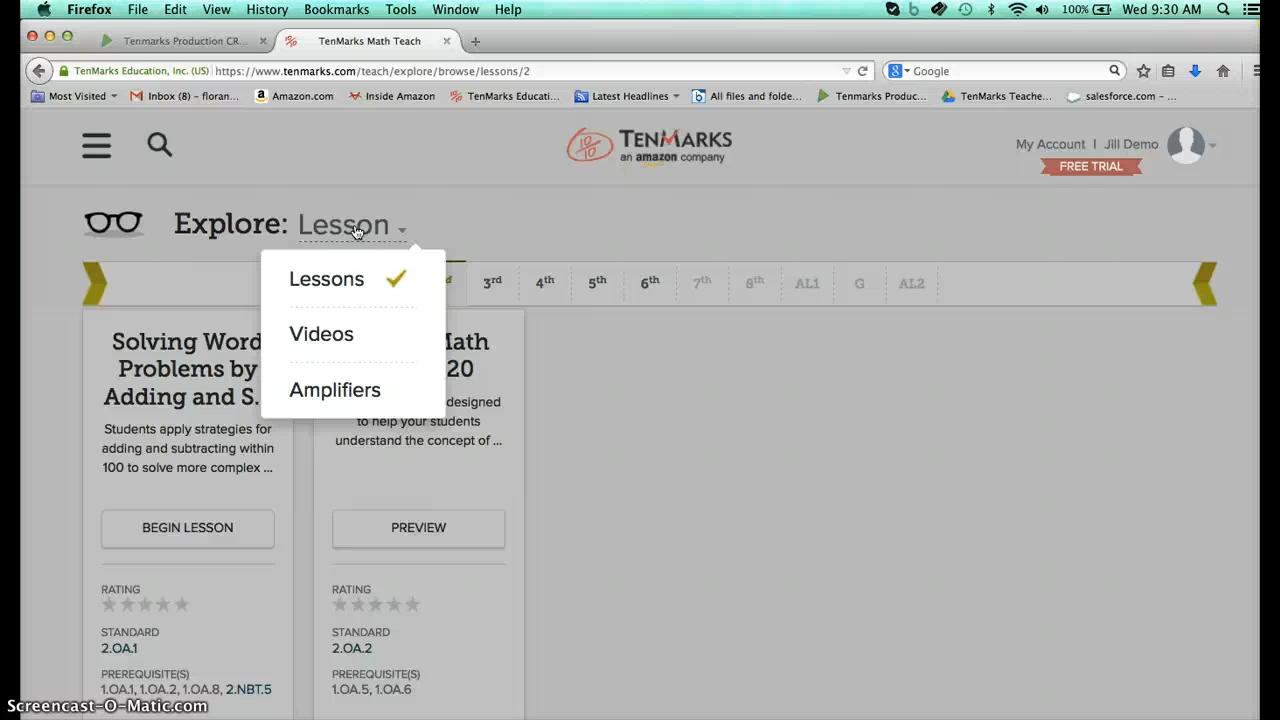 Firefox File Edit View History Bookmarks Tools Window Help 100% Wed 9:30 AM
Tenmarks Production CR... TenMarks Math Teach
TenMarks Education, Inc. (US) https://www.tenmarks.com/teach/explore/browse/lessons/2 Google
Most Visited Inbox (8) – floran... Amazon.com Inside Amazon TenMarks Educati... Latest Headlines All files and folde... Tenmarks Produc... TenMarks Teache... salesforce.com – ...
10/10 TENMARKS
an amazon company
My Account | Jill Demo
FREE TRIAL
Explore: Lesson
Lessons
Videos
Amplifiers
3rd 4th 5th 6th 7th 8th AL1 G AL2
Solving Word
Problems by
Adding and S...
Students apply strategies for
adding and subtracting within
100 to solve more complex ...
BEGIN LESSON
RATING
STANDARD
2.OA.1
PREREQUISITE(S)
1.OA.1, 1.OA.2, 1.OA.8, 2.NBT.5
Math
20
designed
to help your students
understand the concept of ...
PREVIEW
RATING
STANDARD
2.OA.2
PREREQUISITE(S)
1.OA.5, 1.OA.6
Screencast-O-Matic.com